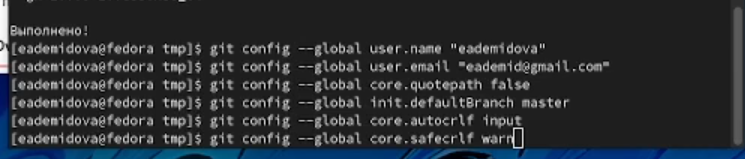 Выполнено!
[eademidova@fedora tmp]$ git config --global user.name "eademidova"
[eademidova@fedora tmp]$ git config --global user.email "eademid@gmail.com"
[eademidova@fedora tmp]$ git config --global core.quotepath false
[eademidova@fedora tmp]$ git config --global init.defaultBranch master
[eademidova@fedora tmp]$ git config --global core.autocrlf input
[eademidova@fedora tmp]$ git config --global core.safecrlf warn